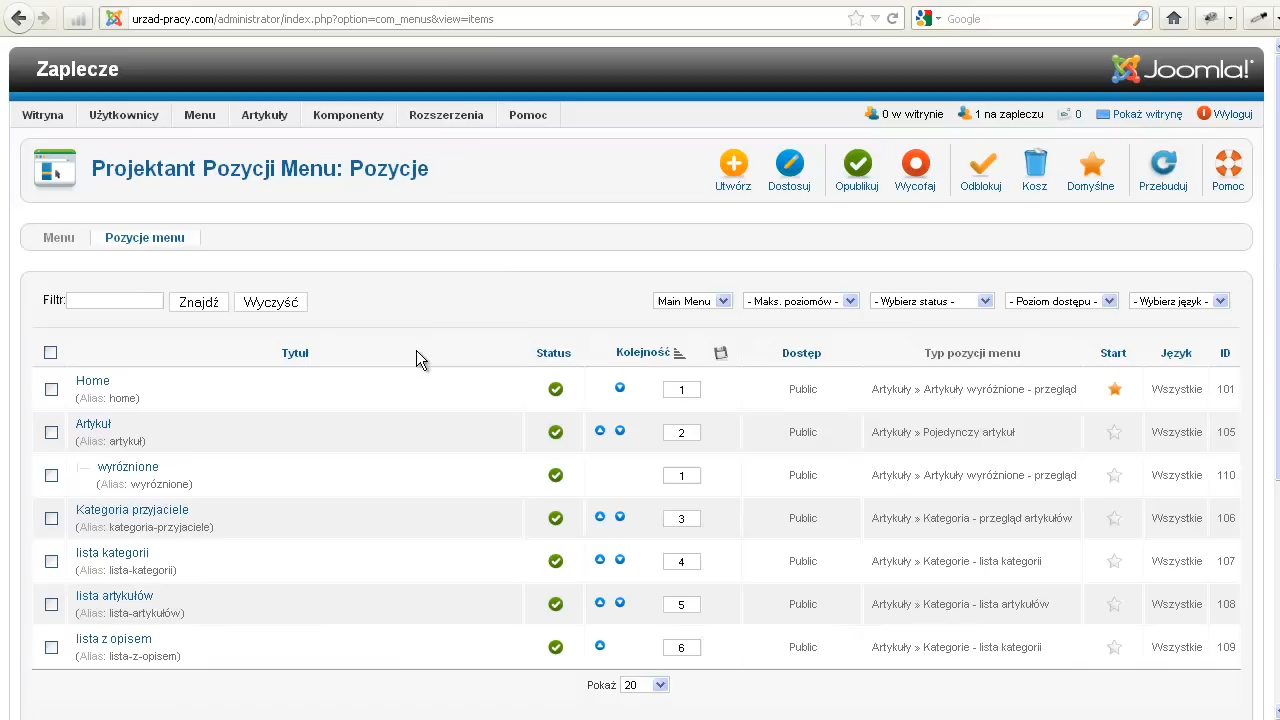 urzad-pracy.com inistrator/index.php?option=com_menus&view=items
Google
Zaplecze
Joomla!
Witryna Użytkownicy Menu Artykuły Komponenty Rozszerzenia Pomoc 0 w witrynie 1 na zapleczu 0 Pokaż witrynę Wyloguj
Projektant Pozycji Menu: Pozycje
Utwórz Dostosuj Opublikuj Wycofaj Odblokuj Kosz Domyślne Przebuduj Pomoc
Menu Pozycje menu
Filtr: Znajdź Wyczyść Main Menu - Maks. poziomów - - Wybierz status - - Poziom dostępu - - Wybierz język -
Tytuł Status Kolejność Dostęp Typ pozycji menu Start Język ID
Home
(Alias: home)
1 Public Artykuły » Artykuły wyróżnione - przegląd Wszystkie 101
Artykuł
(Alias: artykuł)
2 Public Artykuły » Pojedynczy artykuł Wszystkie 105
wyróznione
(Alias: wyróznione)
1 Public Artykuły » Artykuły wyróżnione - przegląd Wszystkie 110
Kategoria przyjaciele
(Alias: kategoria-przyjaciele)
3 Public Artykuły » Kategoria - przegląd artykułów Wszystkie 106
lista kategorii
(Alias: lista-kategorii)
4 Public Artykuły » Kategorie - lista kategorii Wszystkie 107
lista artykułów
(Alias: lista-artykułów)
5 Public Artykuły » Kategoria - lista artykułów Wszystkie 108
lista z opisem
(Alias: lista-z-opisem)
6 Public Artykuły » Kategorie - lista kategorii Wszystkie 109
Pokaż 20